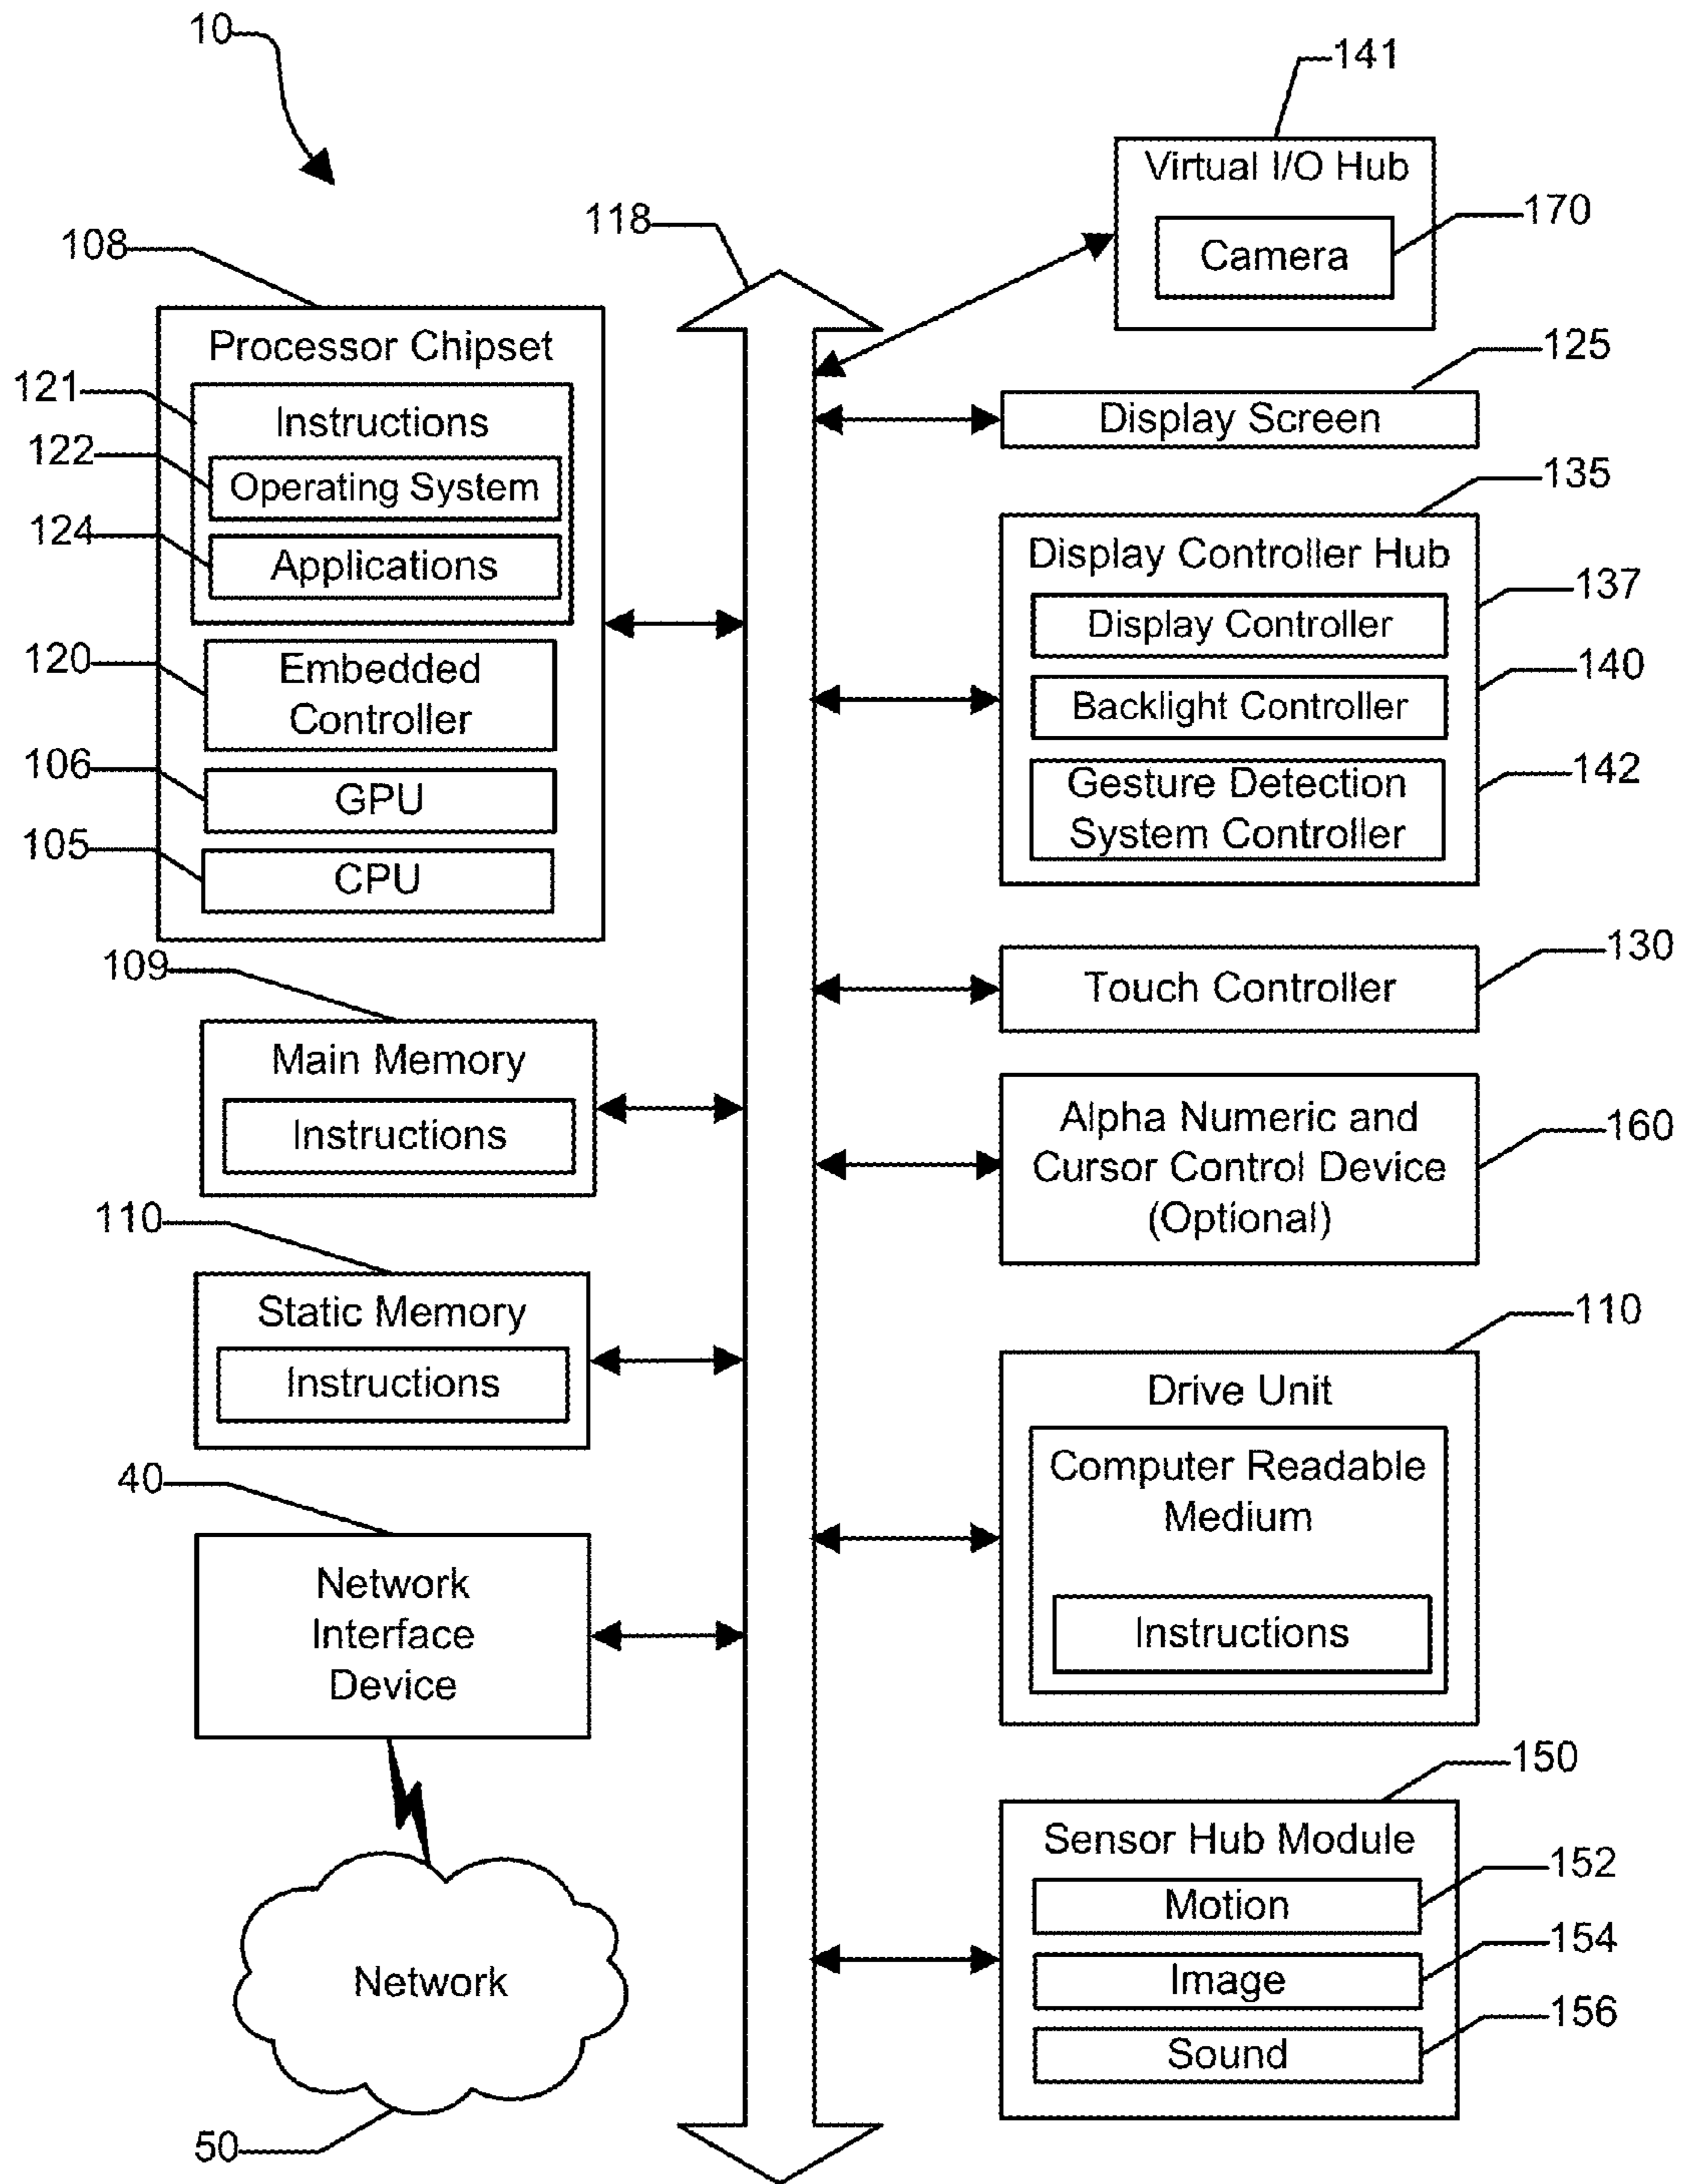 10
141
Virtual I/O Hub
170
Camera
118
108
Processor Chipset
121
Instructions
122
Operating System
124
Applications
120
Embedded
Controller
106
GPU
105
CPU
109
Main Memory
Instructions
110
Static Memory
Instructions
40
Network
Interface
Device
Network
50
125
Display Screen
135
Display Controller Hub
137
Display Controller
140
Backlight Controller
142
Gesture Detection
System Controller
130
Touch Controller
Alpha Numeric and
160
Cursor Control Device
(Optional)
110
Drive Unit
Computer Readable
Medium
Instructions
150
Sensor Hub Module
152
Motion
154
Image
156
Sound